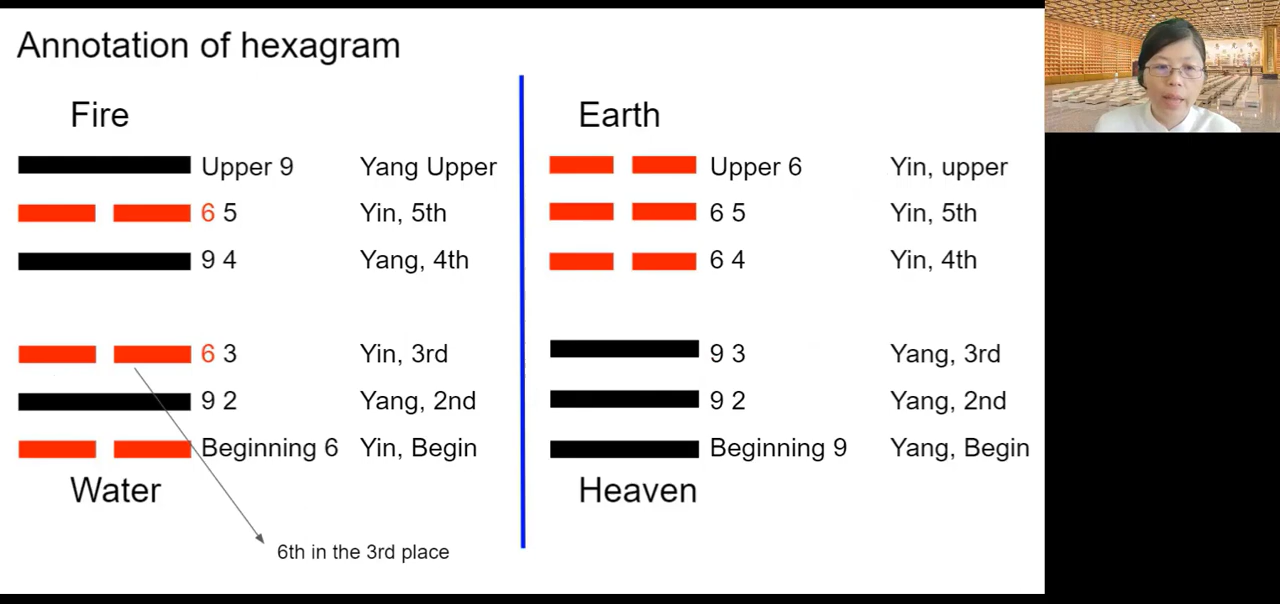 Annotation of hexagram
Fire
Upper 9 Yang Upper
6 5 Yin, 5th
9 4 Yang, 4th
6 3 Yin, 3rd
9 2 Yang, 2nd
Beginning 6 Yin, Begin
Water
6th in the 3rd place
Earth
Upper 6 Yin, upper
6 5 Yin, 5th
6 4 Yin, 4th
9 3 Yang, 3rd
9 2 Yang, 2nd
Beginning 9 Yang, Begin
Heaven